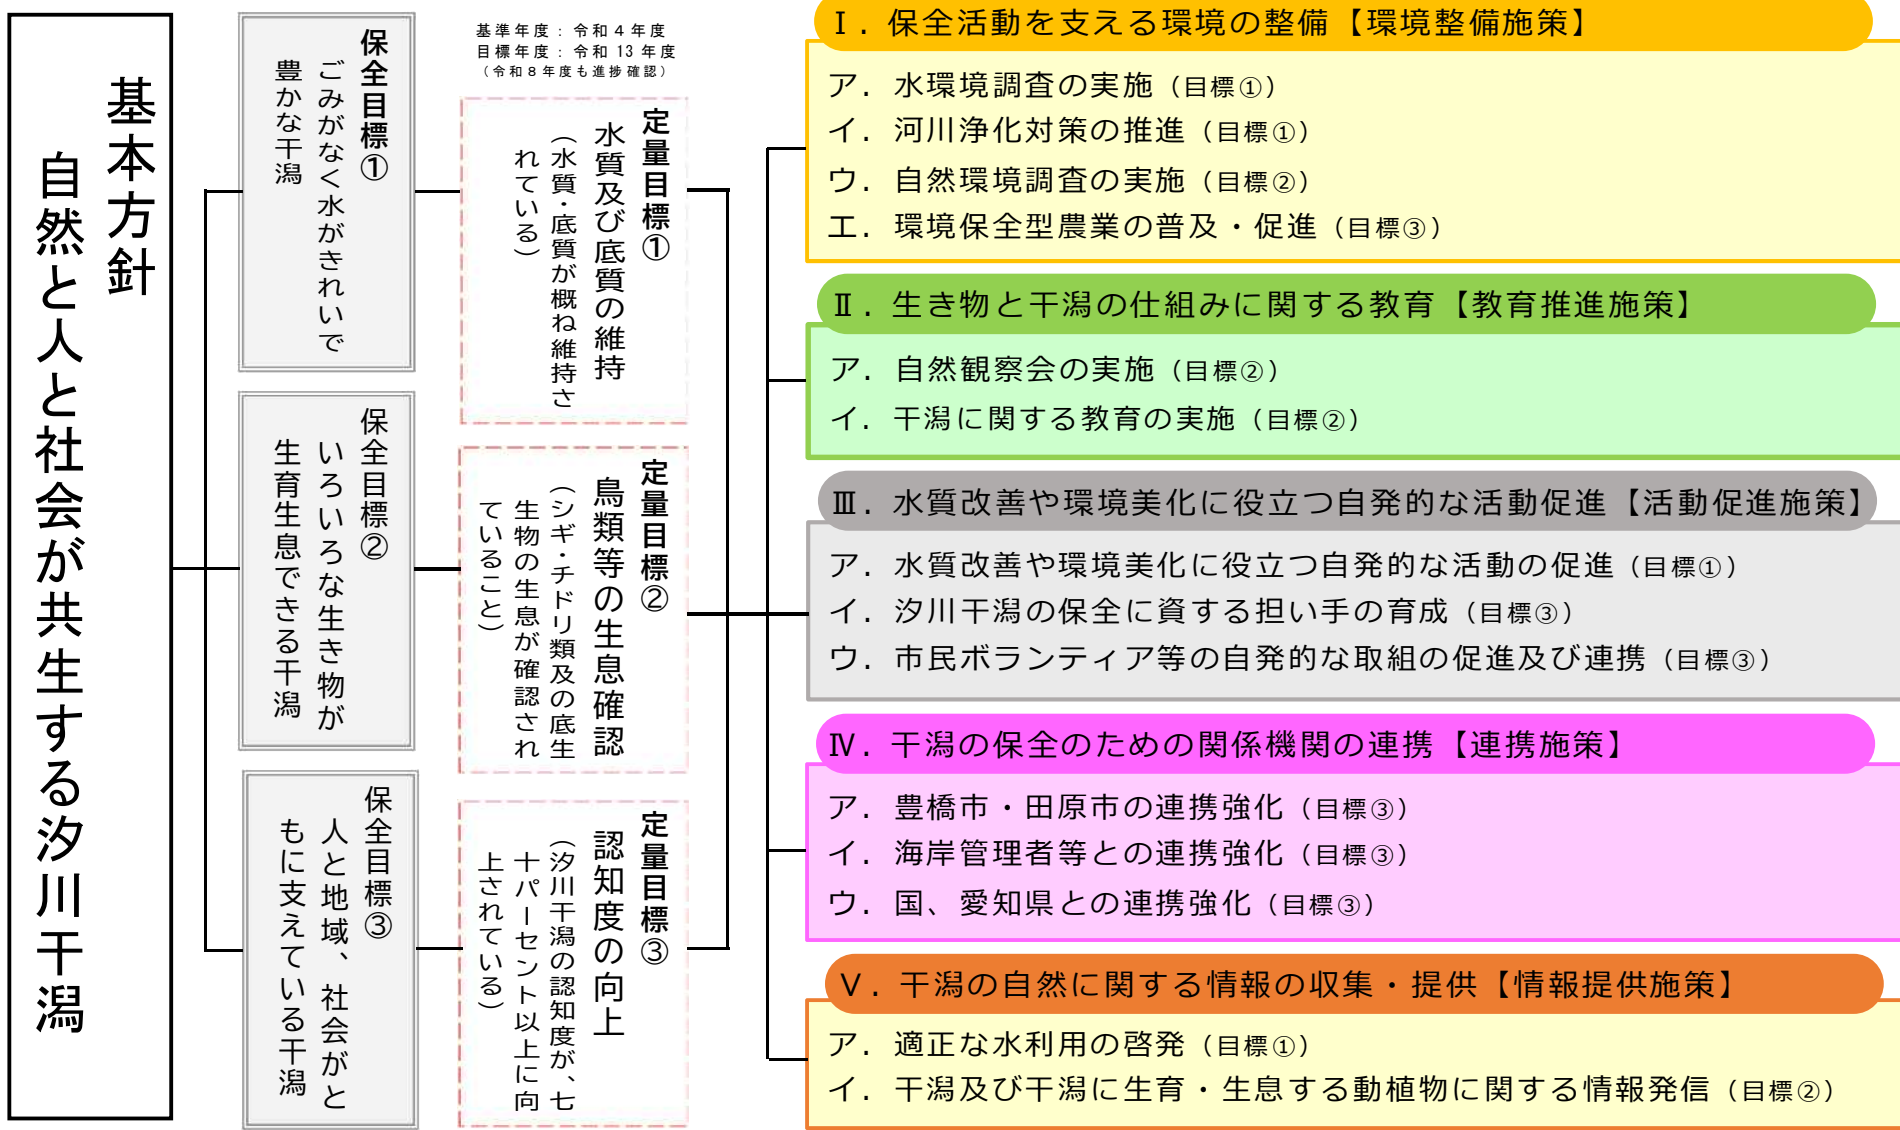 基本方針
自然と人と社会が共生する汐川干潟
保全目標①
ごみがなく水がきれいで
豊かな干潟
保全目標②
いろいろな生き物が
生育生息できる干潟
保全目標③
人と地域、社会がと
もに支えている干潟
基準年度：令和4年度
目標年度：令和13年度
（令和8年度も進捗確認）
定量目標①
水質及び底質の維持
（水質・底質が概ね維持さ
れている）
定量目標②
鳥類等の生息確認
（シギ・チドリ類及の底生
生物の生息が確認され
ていること）
定量目標③
認知度の向上
（汐川干潟の認知度が、七
十パーセント以上に向
上されている）
Ⅰ．保全活動を支える環境の整備【環境整備施策】
ア．水環境調査の実施（目標①）
イ．河川浄化対策の推進（目標①）
ウ．自然環境調査の実施（目標②）
エ．環境保全型農業の普及・促進（目標③）
Ⅱ．生き物と干潟の仕組みに関する教育【教育推進施策】
ア．自然観察会の実施（目標②）
イ．干潟に関する教育の実施（目標②）
Ⅲ．水質改善や環境美化に役立つ自発的な活動促進【活動促進施策】
ア．水質改善や環境美化に役立つ自発的な活動の促進（目標①）
イ．汐川干潟の保全に資する担い手の育成（目標③）
ウ．市民ボランティア等の自発的な取組の促進及び連携（目標③）
Ⅳ．干潟の保全のための関係機関の連携【連携施策】
ア．豊橋市・田原市の連携強化（目標③）
イ．海岸管理者等との連携強化（目標③）
ウ．国、愛知県との連携強化（目標③）
Ⅴ．干潟の自然に関する情報の収集・提供【情報提供施策】
ア．適正な水利用の啓発（目標①）
イ．干潟及び干潟に生育・生息する動植物に関する情報発信（目標②）